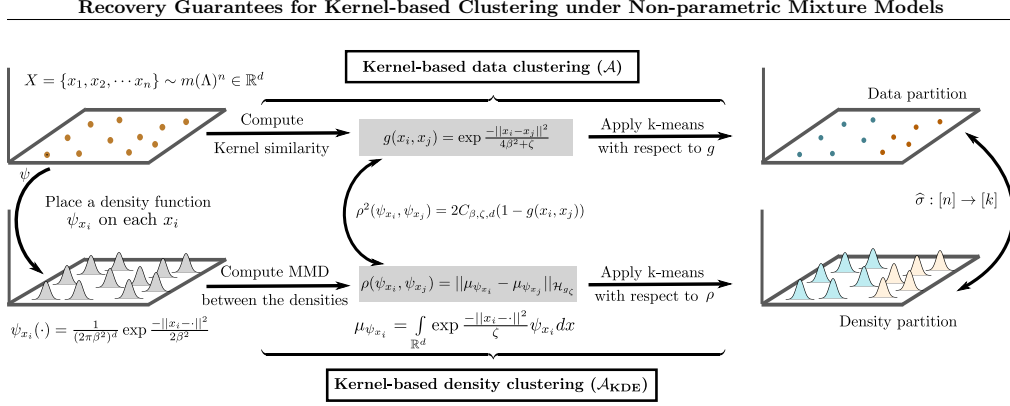 Recovery Guarantees for Kernel-based Clustering under Non-parametric Mixture Models
Kernel-based data clustering (𝒜)
X = {x₁, x₂, ⋯ xₙ} ∼ m(Λ)ⁿ ∈ ℝᵈ
Compute
Kernel similarity
g(xᵢ, xⱼ) = exp −||xᵢ−xⱼ||² / 4β²+ζ
Apply k-means
with respect to g
Data partition
ψ
Place a density function
ψ_{xᵢ} on each xᵢ
ρ²(ψ_{xᵢ}, ψ_{xⱼ}) = 2C_{β,ζ,d}(1 − g(xᵢ, xⱼ))
σ̂ : [n] → [k]
Compute MMD
between the densities
ρ(ψ_{xᵢ}, ψ_{xⱼ}) = ||μ_{ψ_{xᵢ}} − μ_{ψ_{xⱼ}}||_{ℋ_{g_ζ}}
Apply k-means
with respect to ρ
Density partition
ψ_{xᵢ}(·) = 1 / (2πβ²)ᵈ exp −||xᵢ−·||² / 2β²
μ_{ψ_{xᵢ}} = ∫_{ℝᵈ} exp −||xᵢ−·||² / ζ ψ_{xᵢ} dx
Kernel-based density clustering (𝒜_KDE)